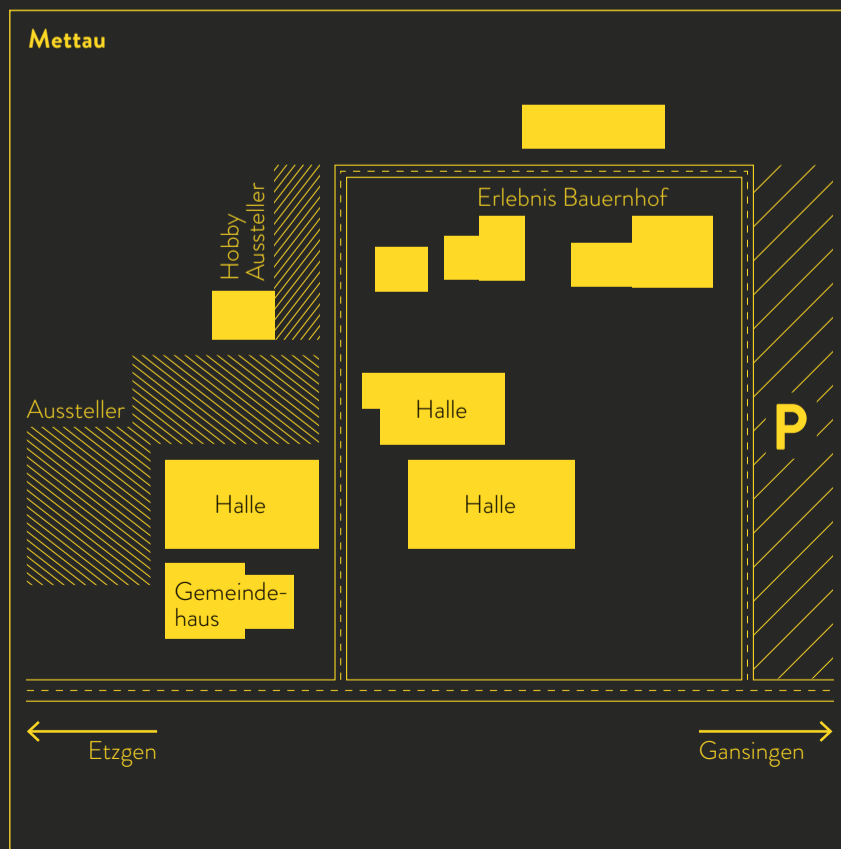 Mettau
Erlebnis Bauernhof
Hobby
Aussteller
Aussteller
Halle
P
Halle
Halle
Gemeinde-
haus
Etzgen
Gansingen